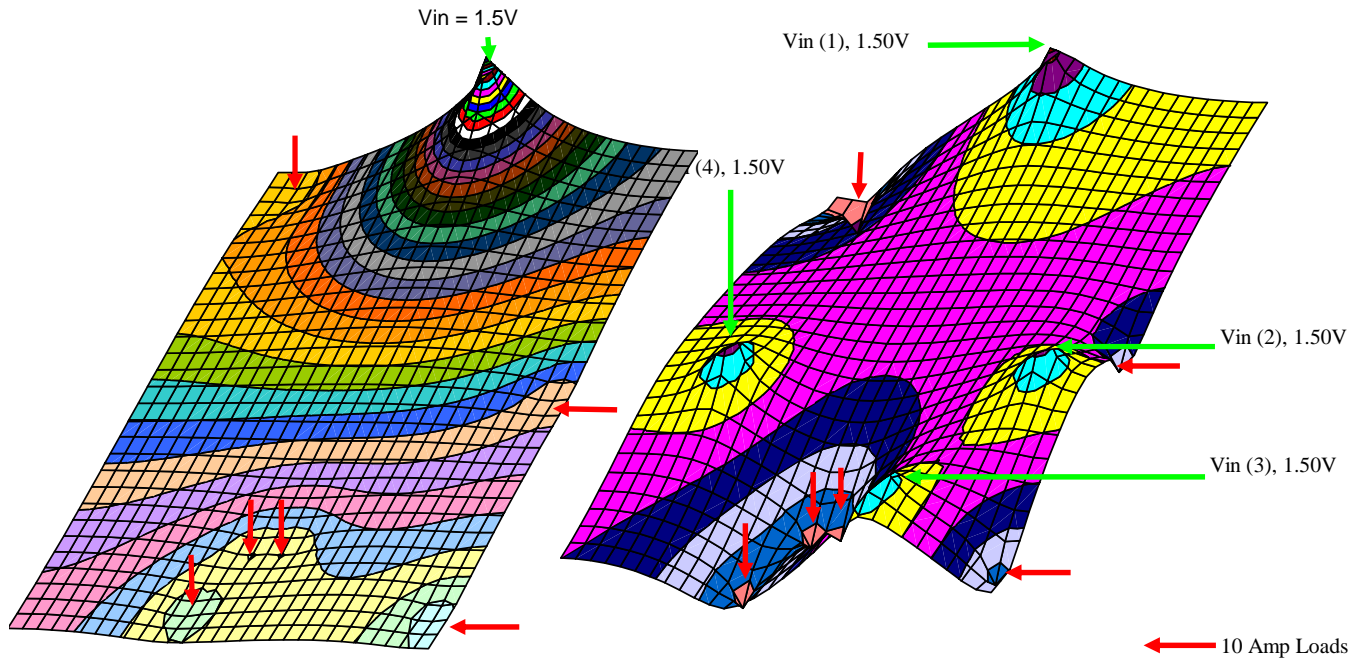 Vin = 1.5V
Vin (1), 1.50V
(4), 1.50V
Vin (2), 1.50V
Vin (3), 1.50V
10 Amp Loads